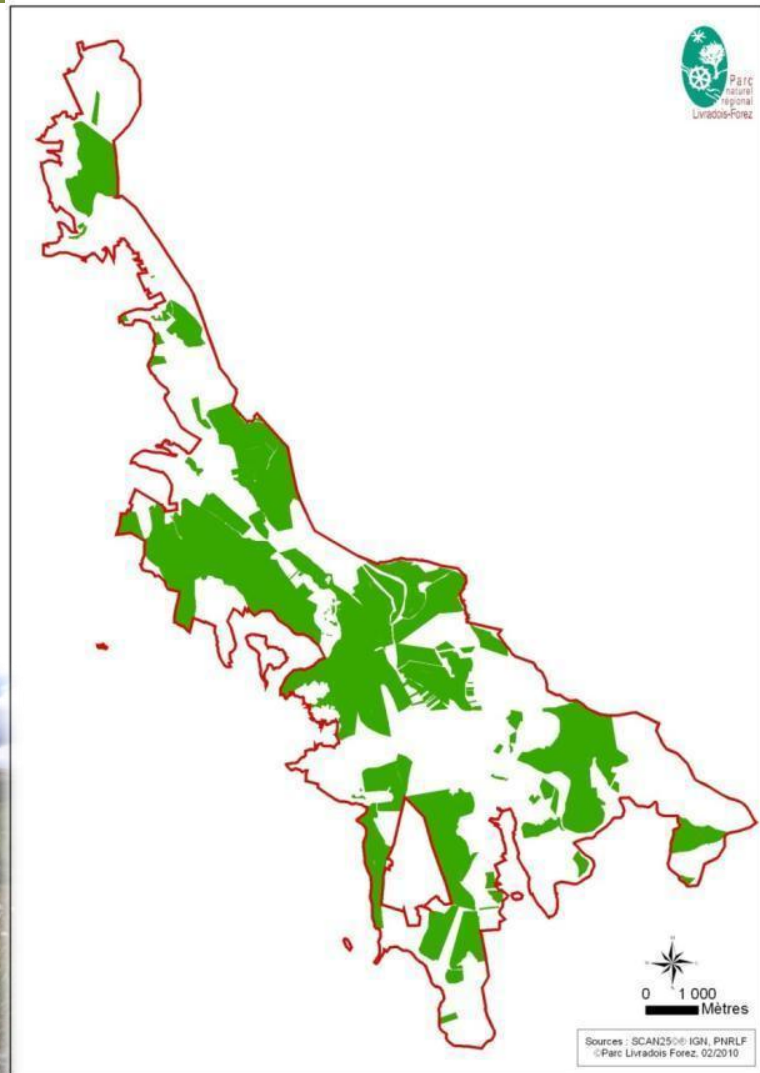 Parc
naturel
régional
Livradois-Forez
0 1 000
Mètres
Sources : SCAN25©® IGN, PNRLF
©Parc Livradois Forez, 02/2010